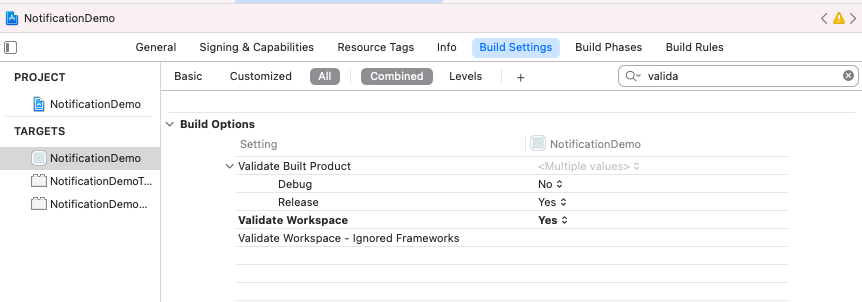 NotificationDemo
General Signing & Capabilities Resource Tags Info Build Settings Build Phases Build Rules
PROJECT
NotificationDemo
TARGETS
NotificationDemo
NotificationDemoT...
NotificationDemo...
Basic Customized All Combined Levels + valida
Build Options
Setting NotificationDemo
Validate Built Product <Multiple values>
Debug No
Release Yes
Validate Workspace Yes
Validate Workspace - Ignored Frameworks